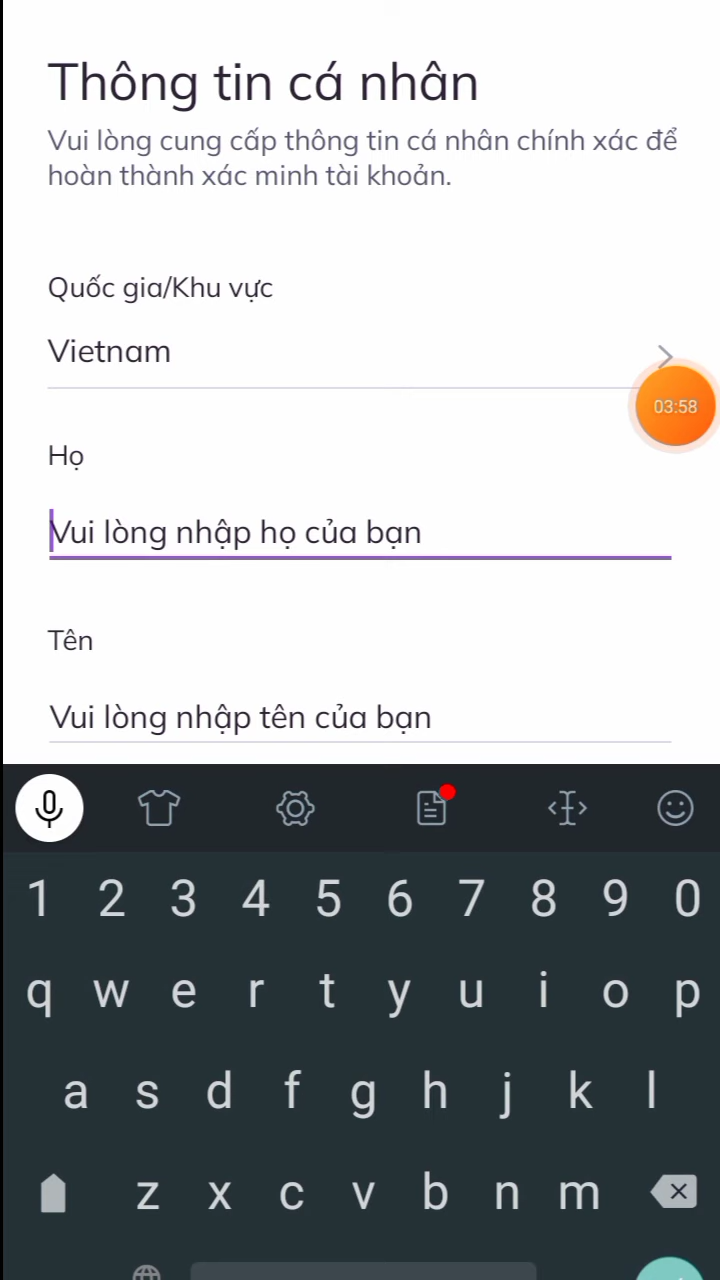 Thông tin cá nhân
Vui lòng cung cấp thông tin cá nhân chính xác để
hoàn thành xác minh tài khoản.
Quốc gia/Khu vực
Vietnam
03:58
Họ
Vui lòng nhập họ của bạn
Tên
Vui lòng nhập tên của bạn
1 2 3 4 5 6 7 8 9 0
q w e r t y u i o p
a s d f g h j k l
z x c v b n m